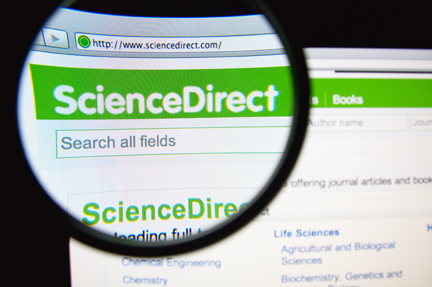 http://www.sciencedirect.com/
ScienceDirect
s | Books
Search all fields
Author name
Jour
ScienceDirect
offering journal articles and book
leading full-t
Life Sciences
H
Chemical Engineering
Agricultural and Biological
Sciences
Chemistry
Biochemistry, Genetics and